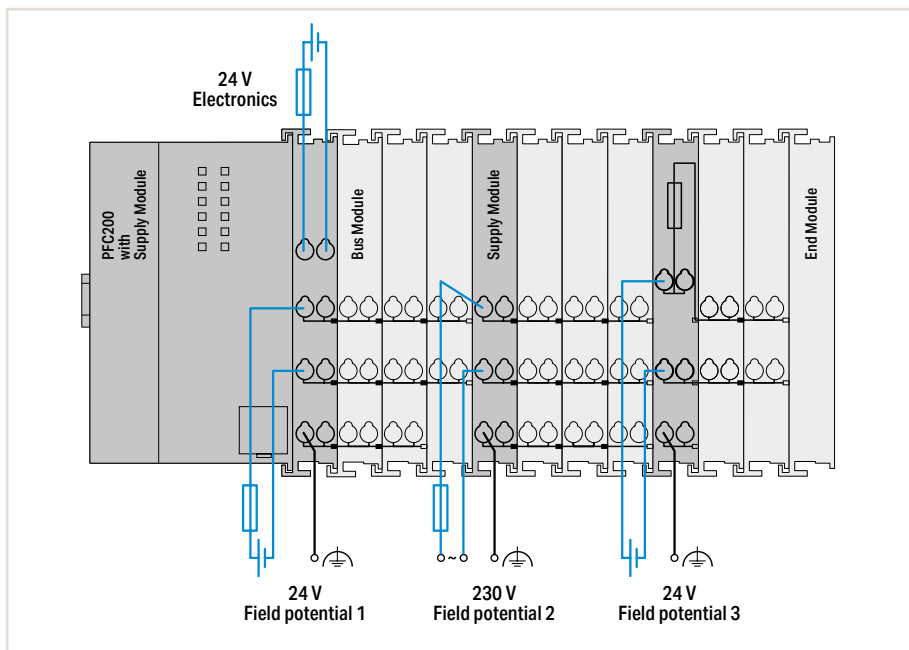 24 V
Electronics
PFC200
with
Supply Module
Bus Module
Supply Module
End Module
~
24 V
Field potential 1
230 V
Field potential 2
24 V
Field potential 3